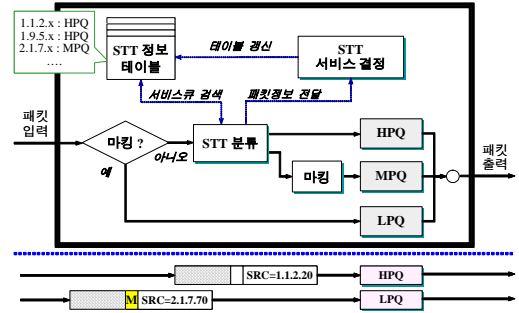 1.1.2.x : HPQ
1.9.5.x : HPQ
2.1.7.x : MPQ
....
STT 정보
테이블
테이블 갱신
STT
서비스 결정
서비스큐 검색
패킷정보 전달
패킷
입력
마킹 ?
아니오
예
STT 분류
마킹
HPQ
MPQ
LPQ
패킷
출력
SRC=1.1.2.20
HPQ
M
SRC=2.1.7.70
LPQ